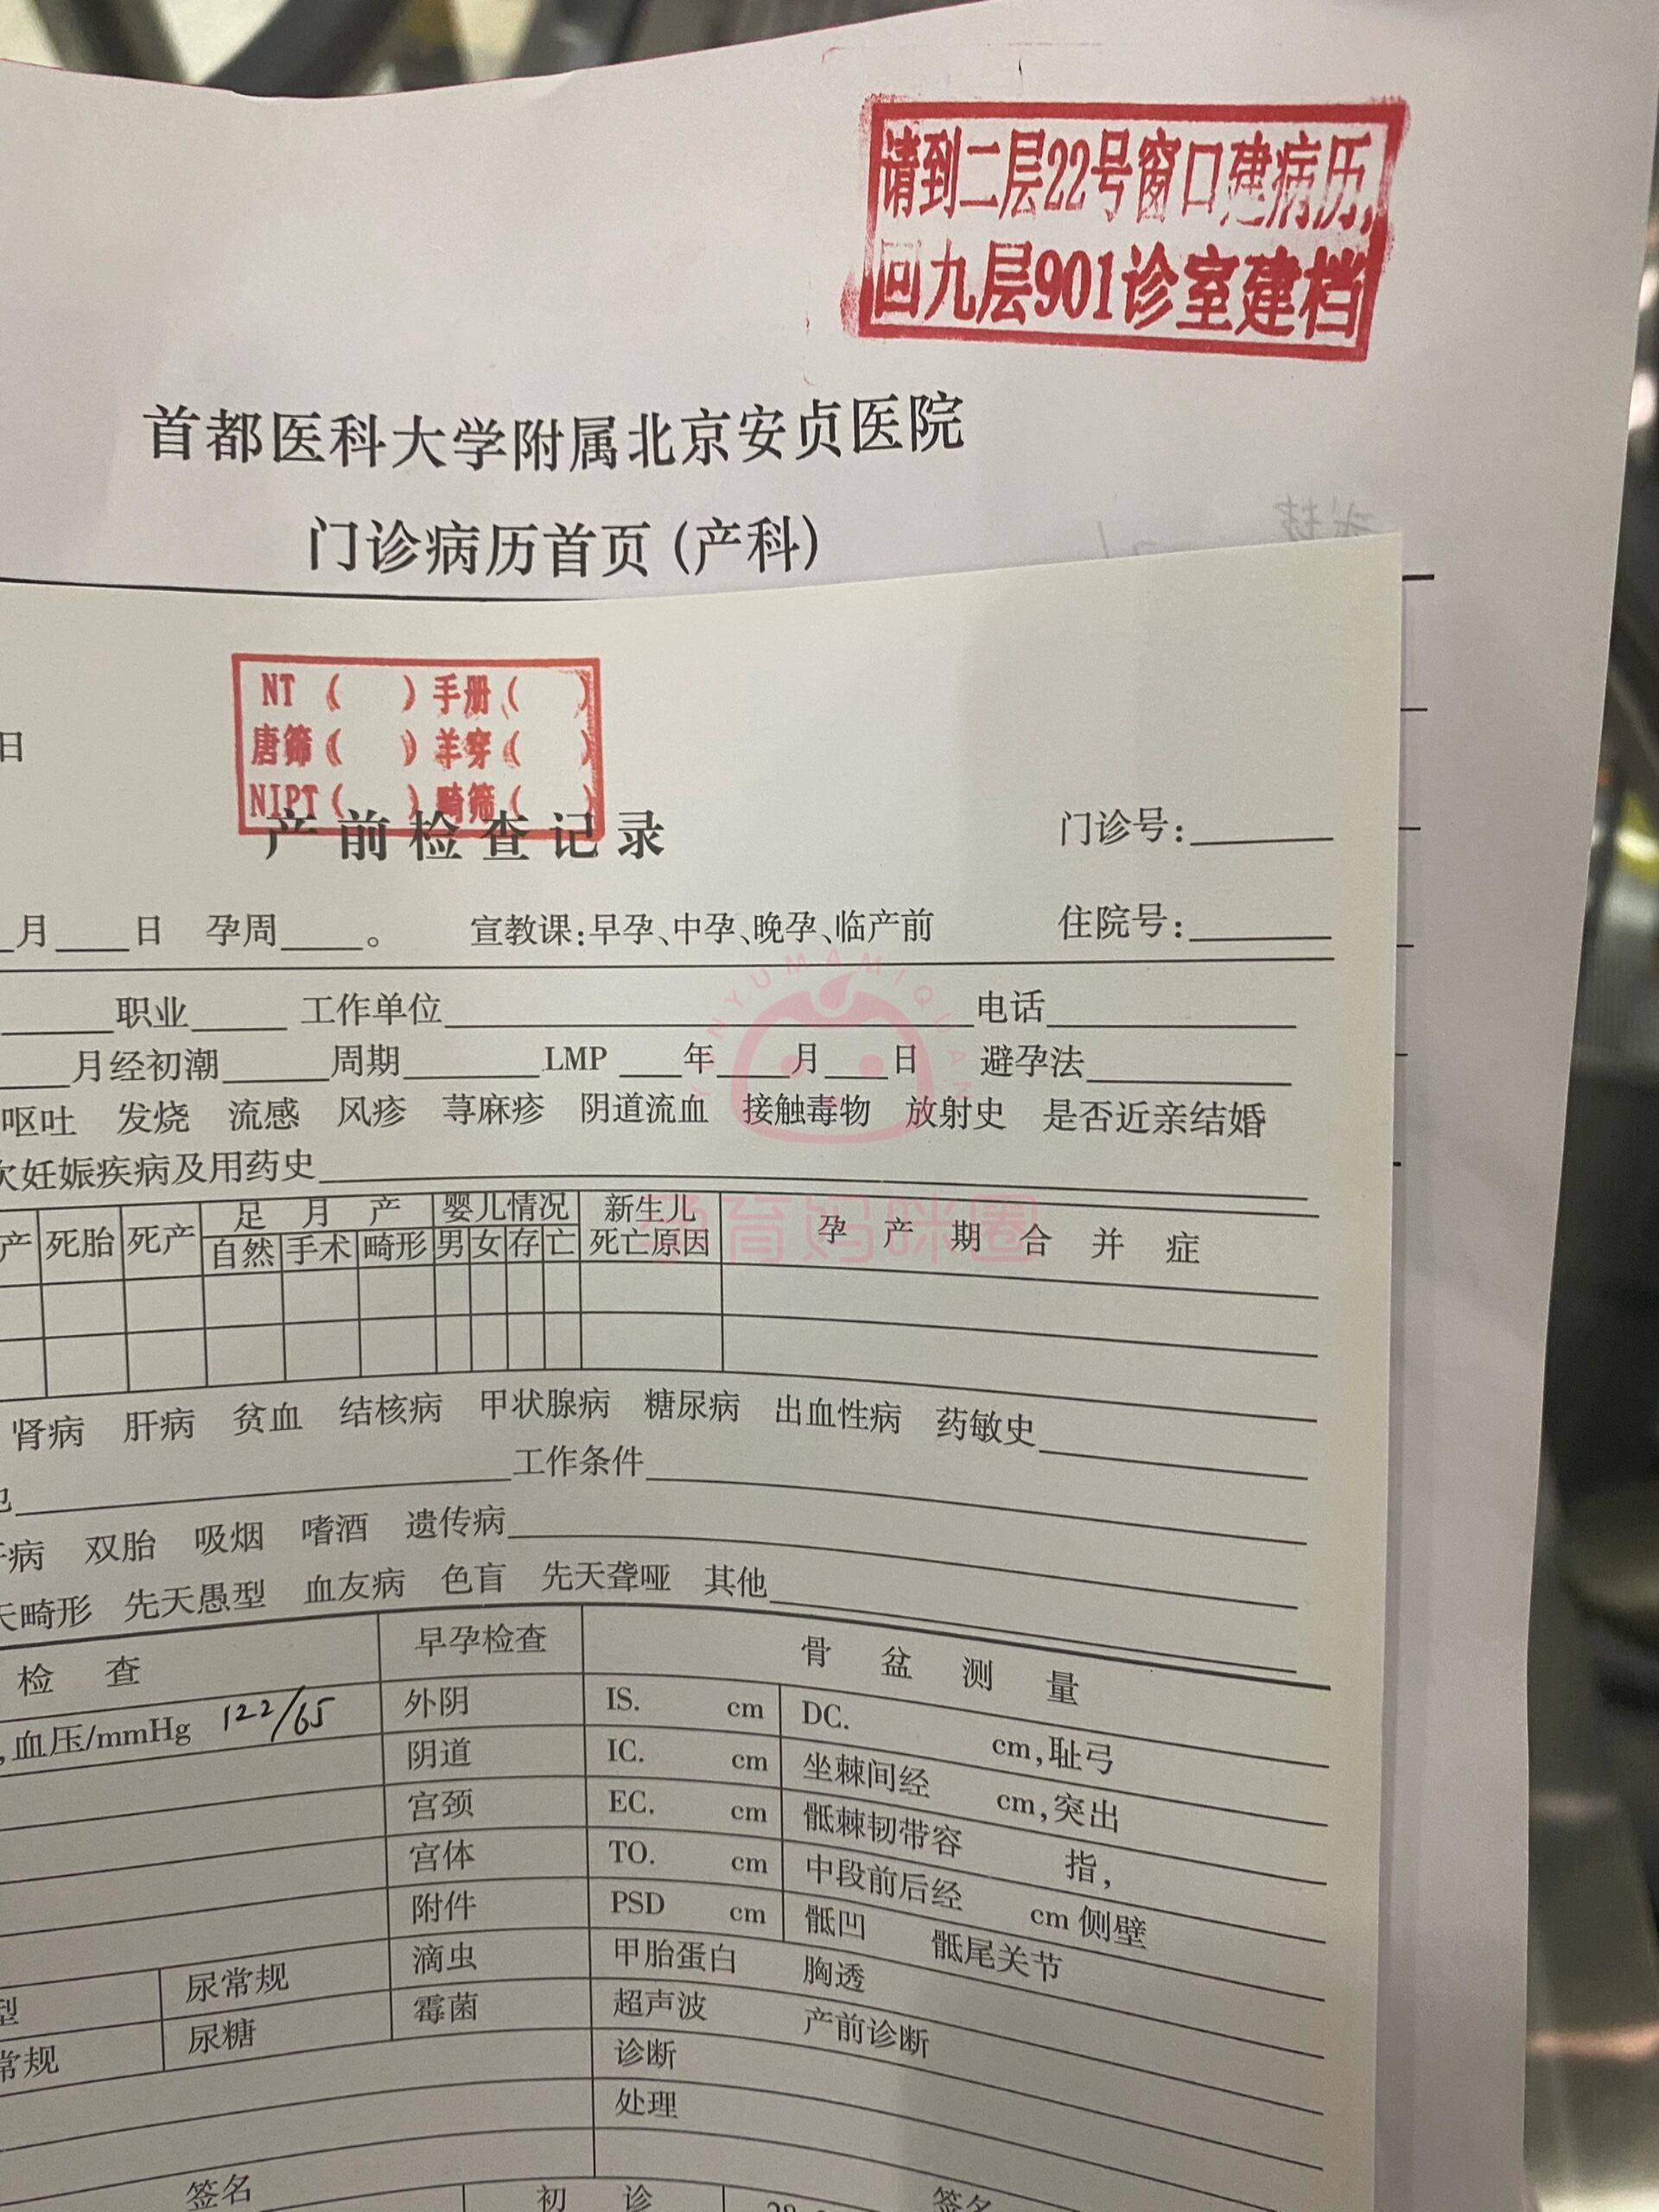 请到二层22号窗口建病历,
回九层901诊室建档
首都医科大学附属北京安贞医院
门诊病历首页(产科)
NT ( ) 手册 ( )
唐筛 ( ) 羊穿 ( )
NIPT ( ) 畸筛 ( )
日
产前检查记录 门诊号:
月 日 孕周 。 宣教课:早孕、中孕、晚孕、临产前 住院号:
YUNYUMAMIQUAN
职业 工作单位 电话
月经初潮 周期 LMP 年 月 日 避孕法
呕吐 发烧 流感 风疹 荨麻疹 阴道流血 接触毒物 放射史 是否近亲结婚
次妊娠疾病及用药史
孕育妈咪圈
产 死胎 死产 足月产 婴儿情况 新生儿 孕产期合并症
自然 手术 畸形 男 女 存 亡 死亡原因
肾病 肝病 贫血 结核病 甲状腺病 糖尿病 出血性病 药敏史
工作条件
病 双胎 吸烟 嗜酒 遗传病
天畸形 先天愚型 血友病 色盲 先天聋哑 其他
检查 早孕检查 骨盆测量
,血压/mmHg 122/65 外阴 IS. cm DC. cm,耻弓
阴道 IC. cm 坐棘间经 cm,突出
宫颈 EC. cm 骶棘韧带容 指,
宫体 TO. cm 中段前后经 cm 侧壁
附件 PSD cm 骶凹 骶尾关节
型 尿常规 滴虫 甲胎蛋白 胸透
常规 尿糖 霉菌 超声波 产前诊断
诊断
处理
签名 初诊 签名